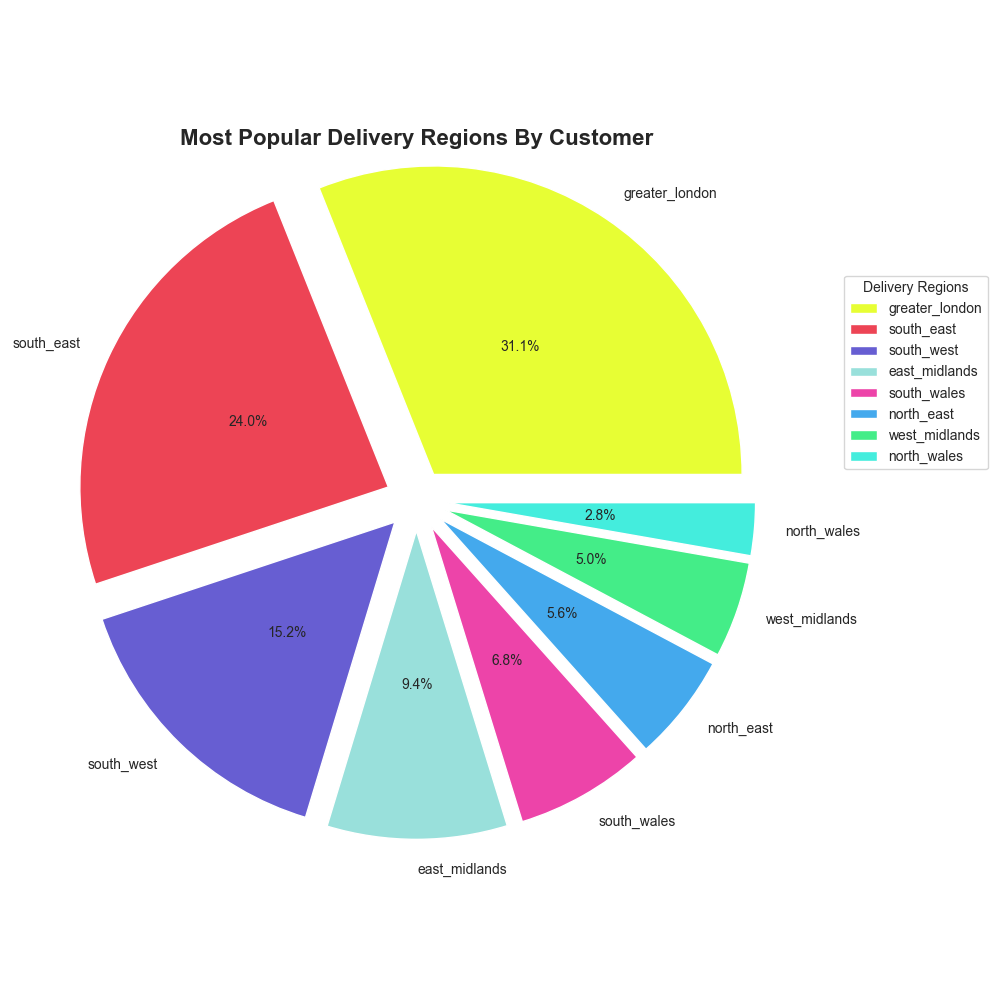 Most Popular Delivery Regions By Customer
greater_london
31.1%
south_east
24.0%
south_west
15.2%
east_midlands
9.4%
south_wales
6.8%
north_east
5.6%
west_midlands
5.0%
north_wales
2.8%
Delivery Regions
greater_london
south_east
south_west
east_midlands
south_wales
north_east
west_midlands
north_wales